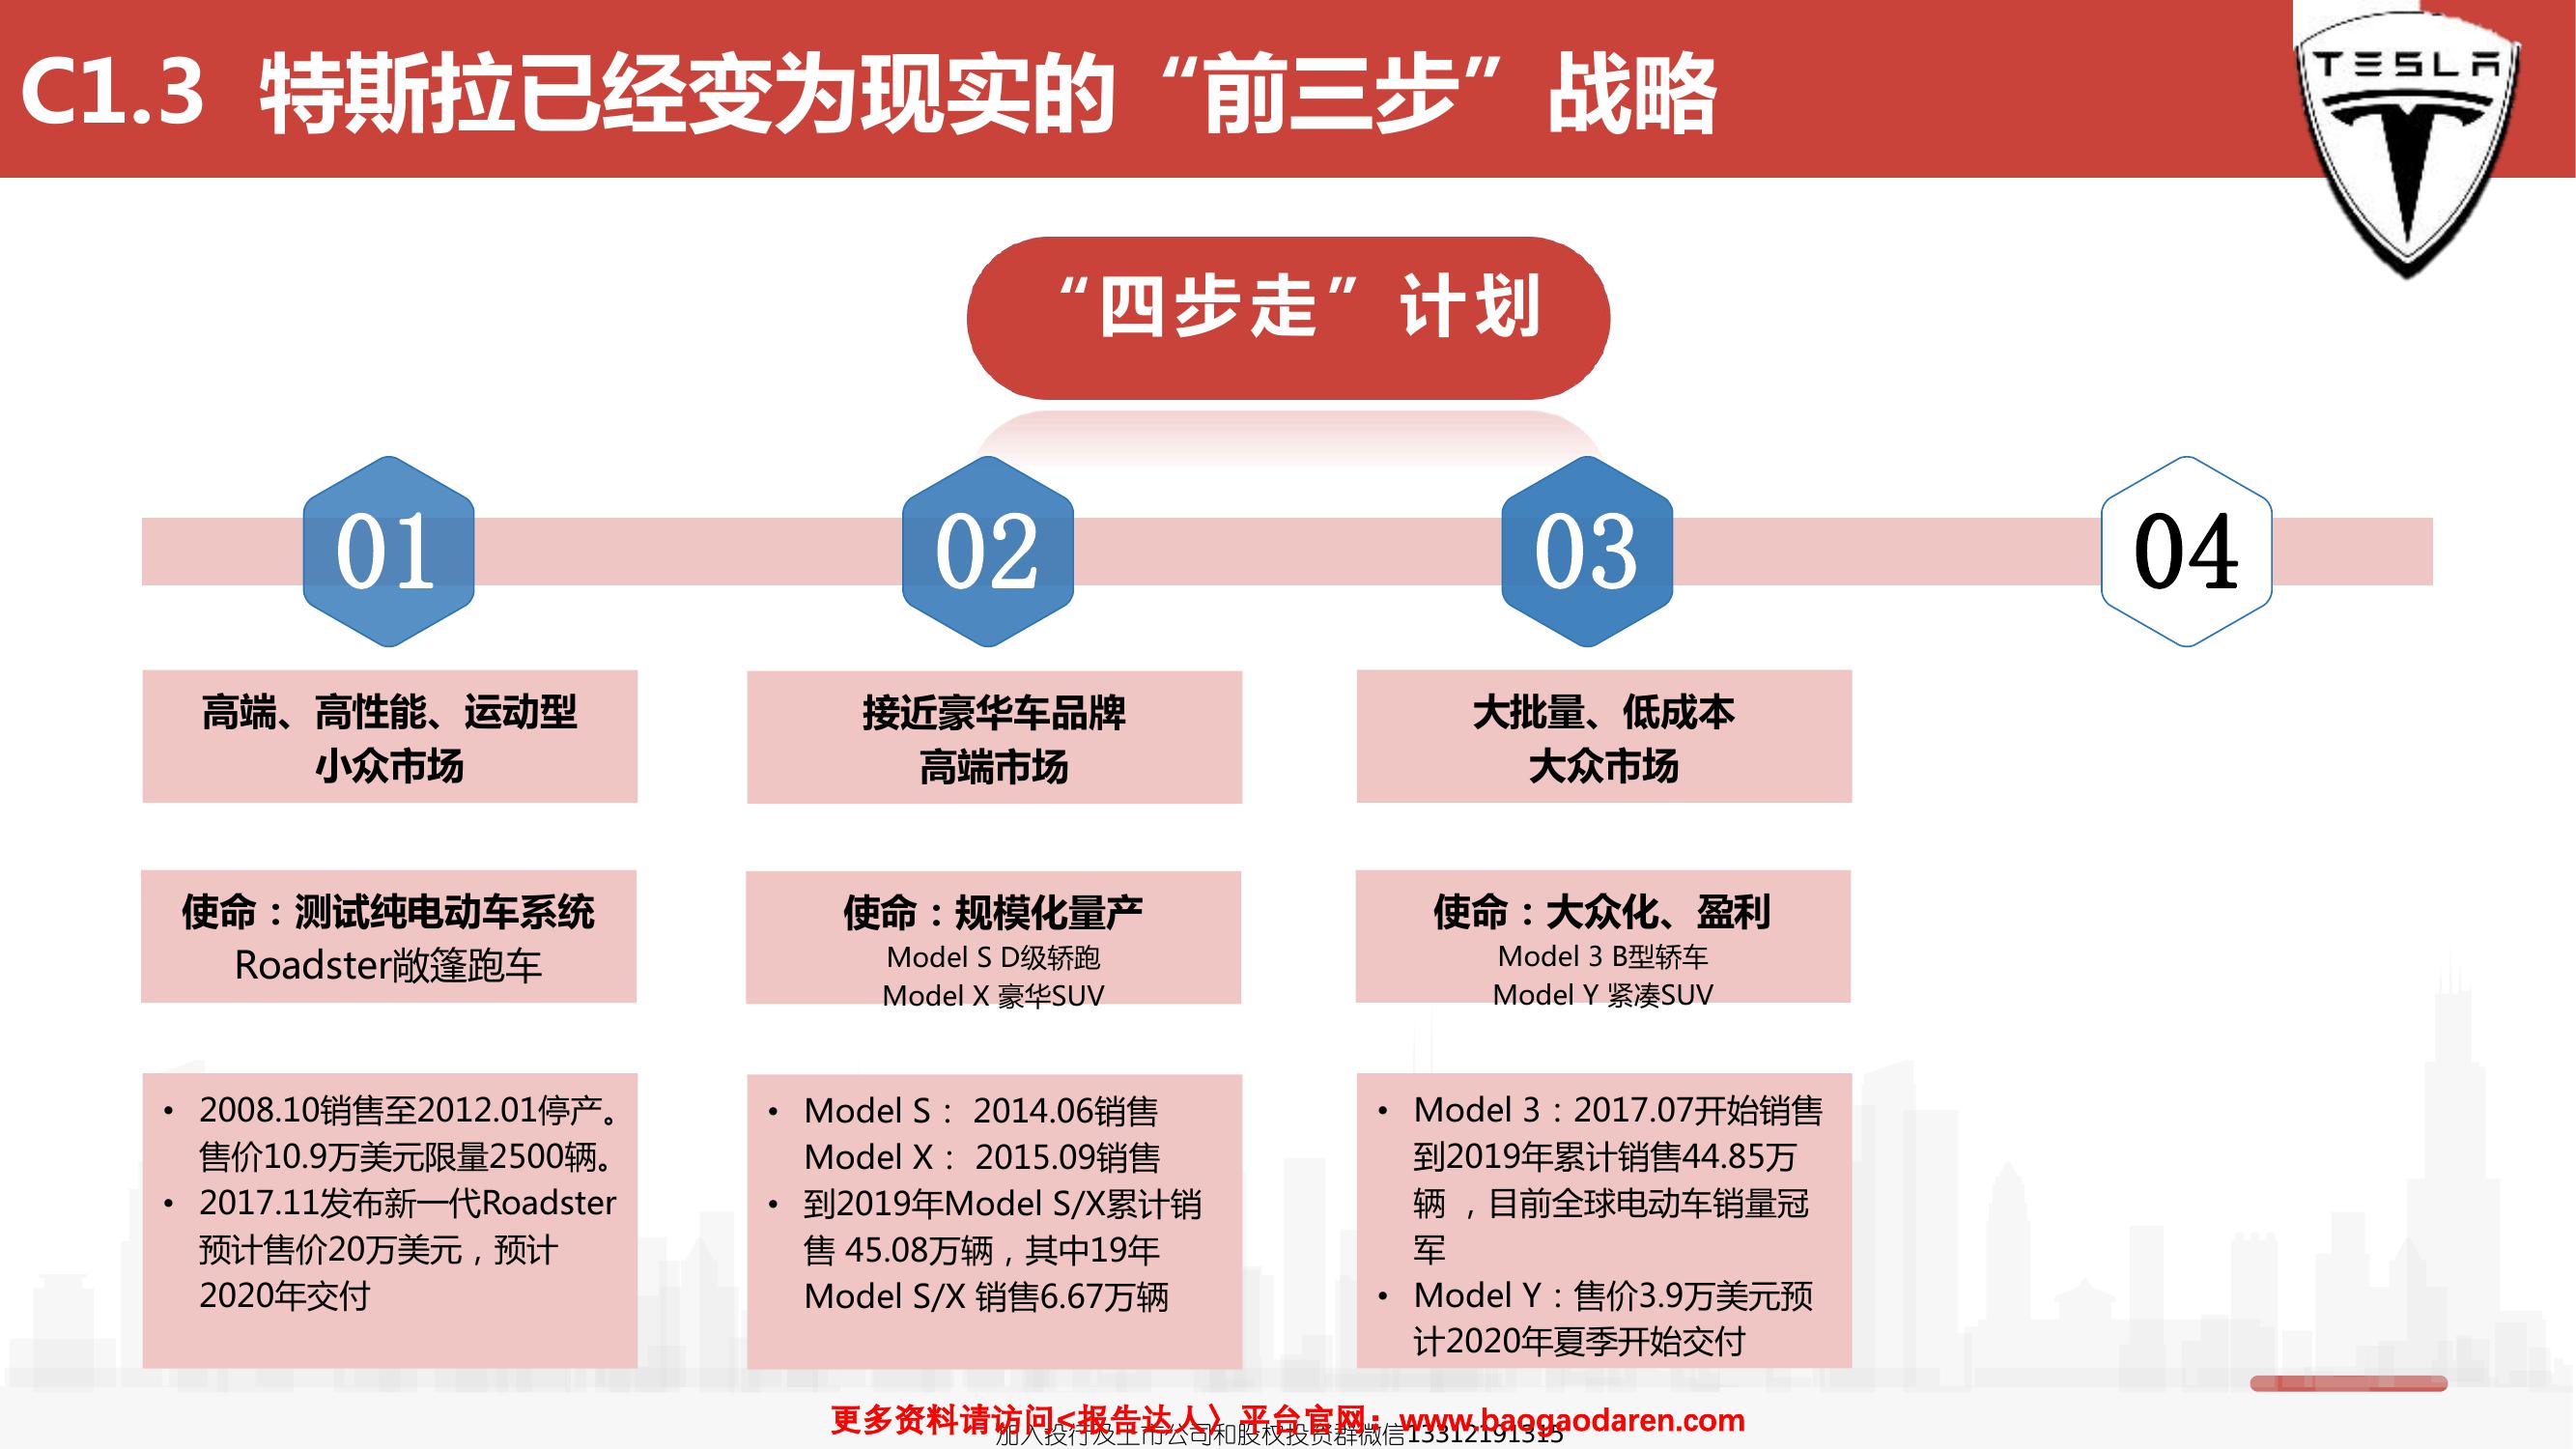 C1.3 特斯拉已经变为现实的“前三步”战略
TESLA
“四步走”计划
01
02
03
04
高端、高性能、运动型
小众市场
接近豪华车品牌
高端市场
大批量、低成本
大众市场
使命：测试纯电动车系统
Roadster敞篷跑车
使命：规模化量产
Model S D级轿跑
Model X 豪华SUV
使命：大众化、盈利
Model 3 B型轿车
Model Y 紧凑SUV
• 2008.10销售至2012.01停产。
售价10.9万美元限量2500辆。
• 2017.11发布新一代Roadster
预计售价20万美元，预计
2020年交付
• Model S： 2014.06销售
Model X： 2015.09销售
• 到2019年Model S/X累计销
售 45.08万辆，其中19年
Model S/X 销售6.67万辆
• Model 3：2017.07开始销售
到2019年累计销售44.85万
辆 ，目前全球电动车销量冠
军
• Model Y：售价3.9万美元预
计2020年夏季开始交付
更多资料请访问<报告达人〉平台官网：www.baogaodaren.com
加入投行及上市公司和股权投资群微信13312191315